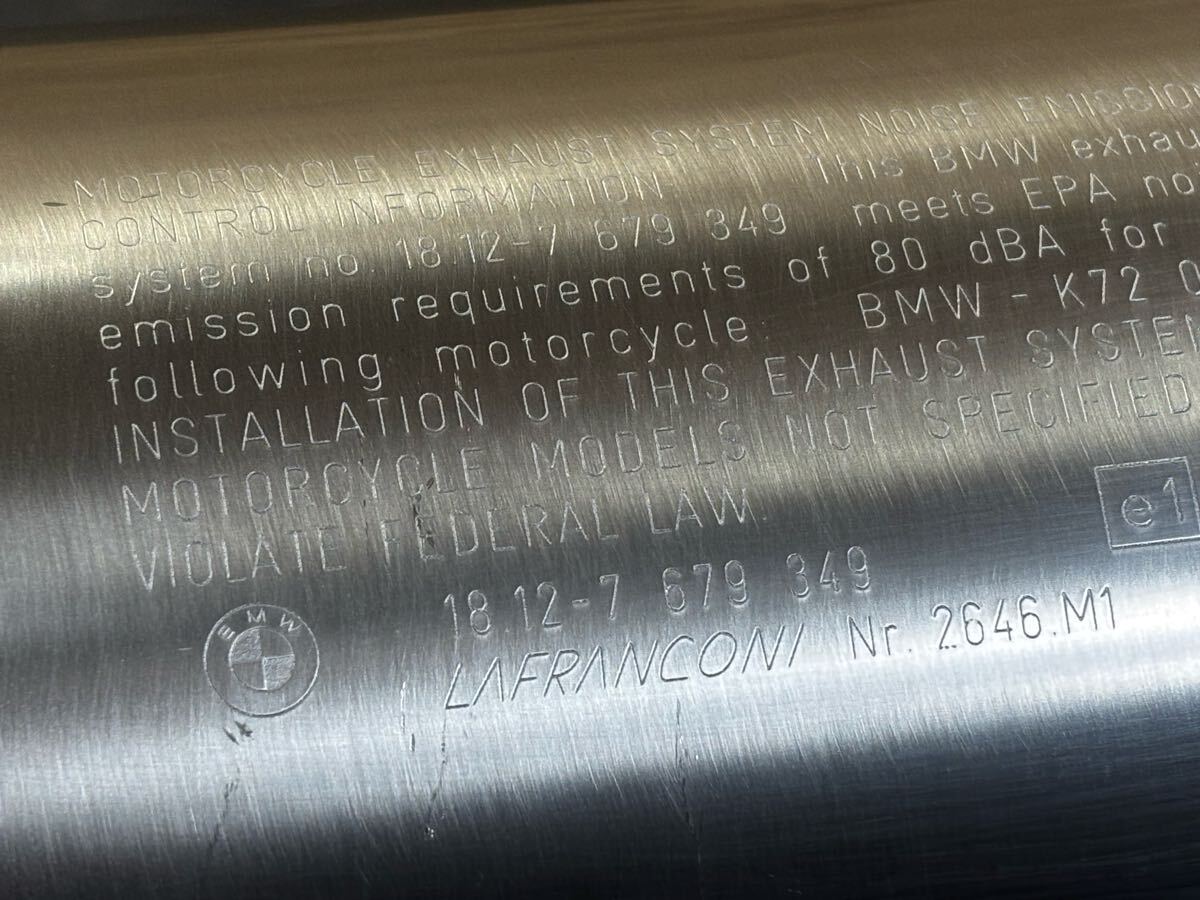 MOTORCYCLE EXHAUST SYSTEM NOISE EMISSIO
CONTROL INFORMATION This BMW exhau
system no. 18.12-7 679 349 meets EPA no
emission requirements of 80 dBA for
following motorcycle: BMW - K72 0
INSTALLATION OF THIS EXHAUST SYSTEM
MOTORCYCLE MODELS NOT SPECIFIED
VIOLATE FEDERAL LAW.
e1
18.12-7 679 349
BMW
LAFRANCONI Nr. 2646.M1